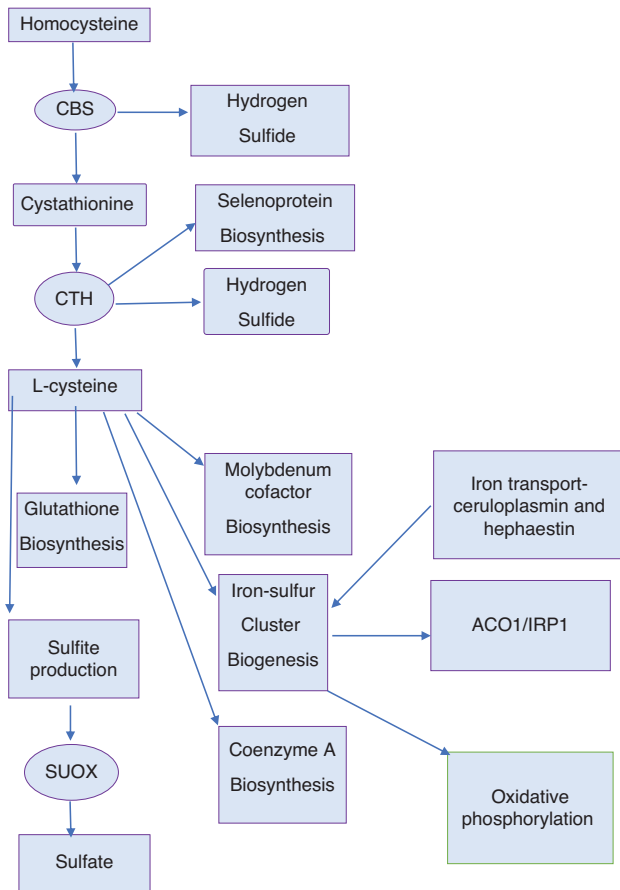 Homocysteine
CBS
Hydrogen
Sulfide
Cystathionine
Selenoprotein
Biosynthesis
CTH
Hydrogen
Sulfide
L-cysteine
Molybdenum
cofactor
Biosynthesis
Iron transport-
ceruloplasmin and
hephaestin
Glutathione
Biosynthesis
Iron-sulfur
Cluster
Biogenesis
ACO1/IRP1
Sulfite
production
Coenzyme A
Biosynthesis
SUOX
Oxidative
phosphorylation
Sulfate